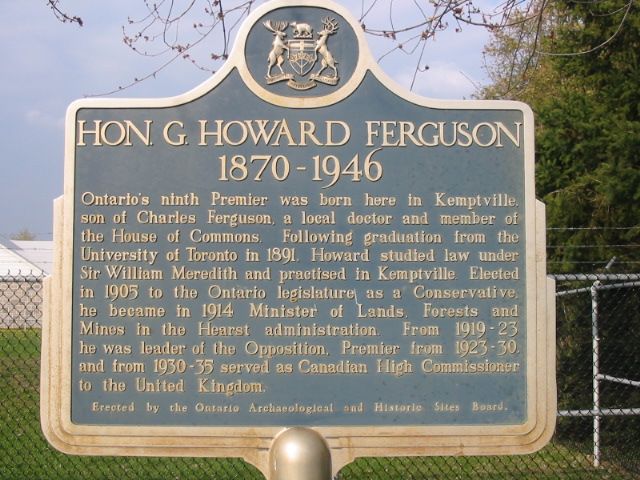 HON. G. HOWARD FERGUSON
1870-1946
Ontario's ninth Premier was born here in Kemptville,
son of Charles Ferguson, a local doctor and member of
the House of Commons. Following graduation from the
University of Toronto in 1891, Howard studied law under
Sir William Meredith and practised in Kemptville. Elected
in 1905 to the Ontario legislature as a Conservative,
he became in 1914 Minister of Lands, Forests and
Mines in the Hearst administration. From 1919-23
he was leader of the Opposition, Premier from 1923-30,
and from 1930-35 served as Canadian High Commissioner
to the United Kingdom.
Erected by the Ontario Archaeological and Historic Sites Board.